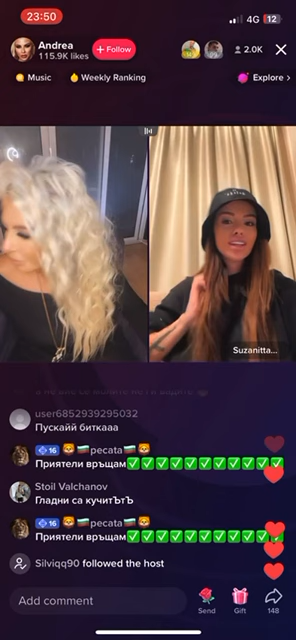 23:50
4G 12
Andrea
115.9K likes
+ Follow
2.0K
Music
Weekly Ranking
Explore >
Suzanitta...
user6852939295032
Пускайй биткааа
16 🦁🇧🇬pecata🇧🇬🦁
Приятели връщам✅✅✅✅✅✅✅✅✅✅✅
Stoil Valchanov
Гладни са кучитЪтЪ
16 🦁🇧🇬pecata🇧🇬🦁
Приятели връщам✅✅✅✅✅✅✅✅✅✅✅
Silviqq90 followed the host
Add comment
Send
Gift
148